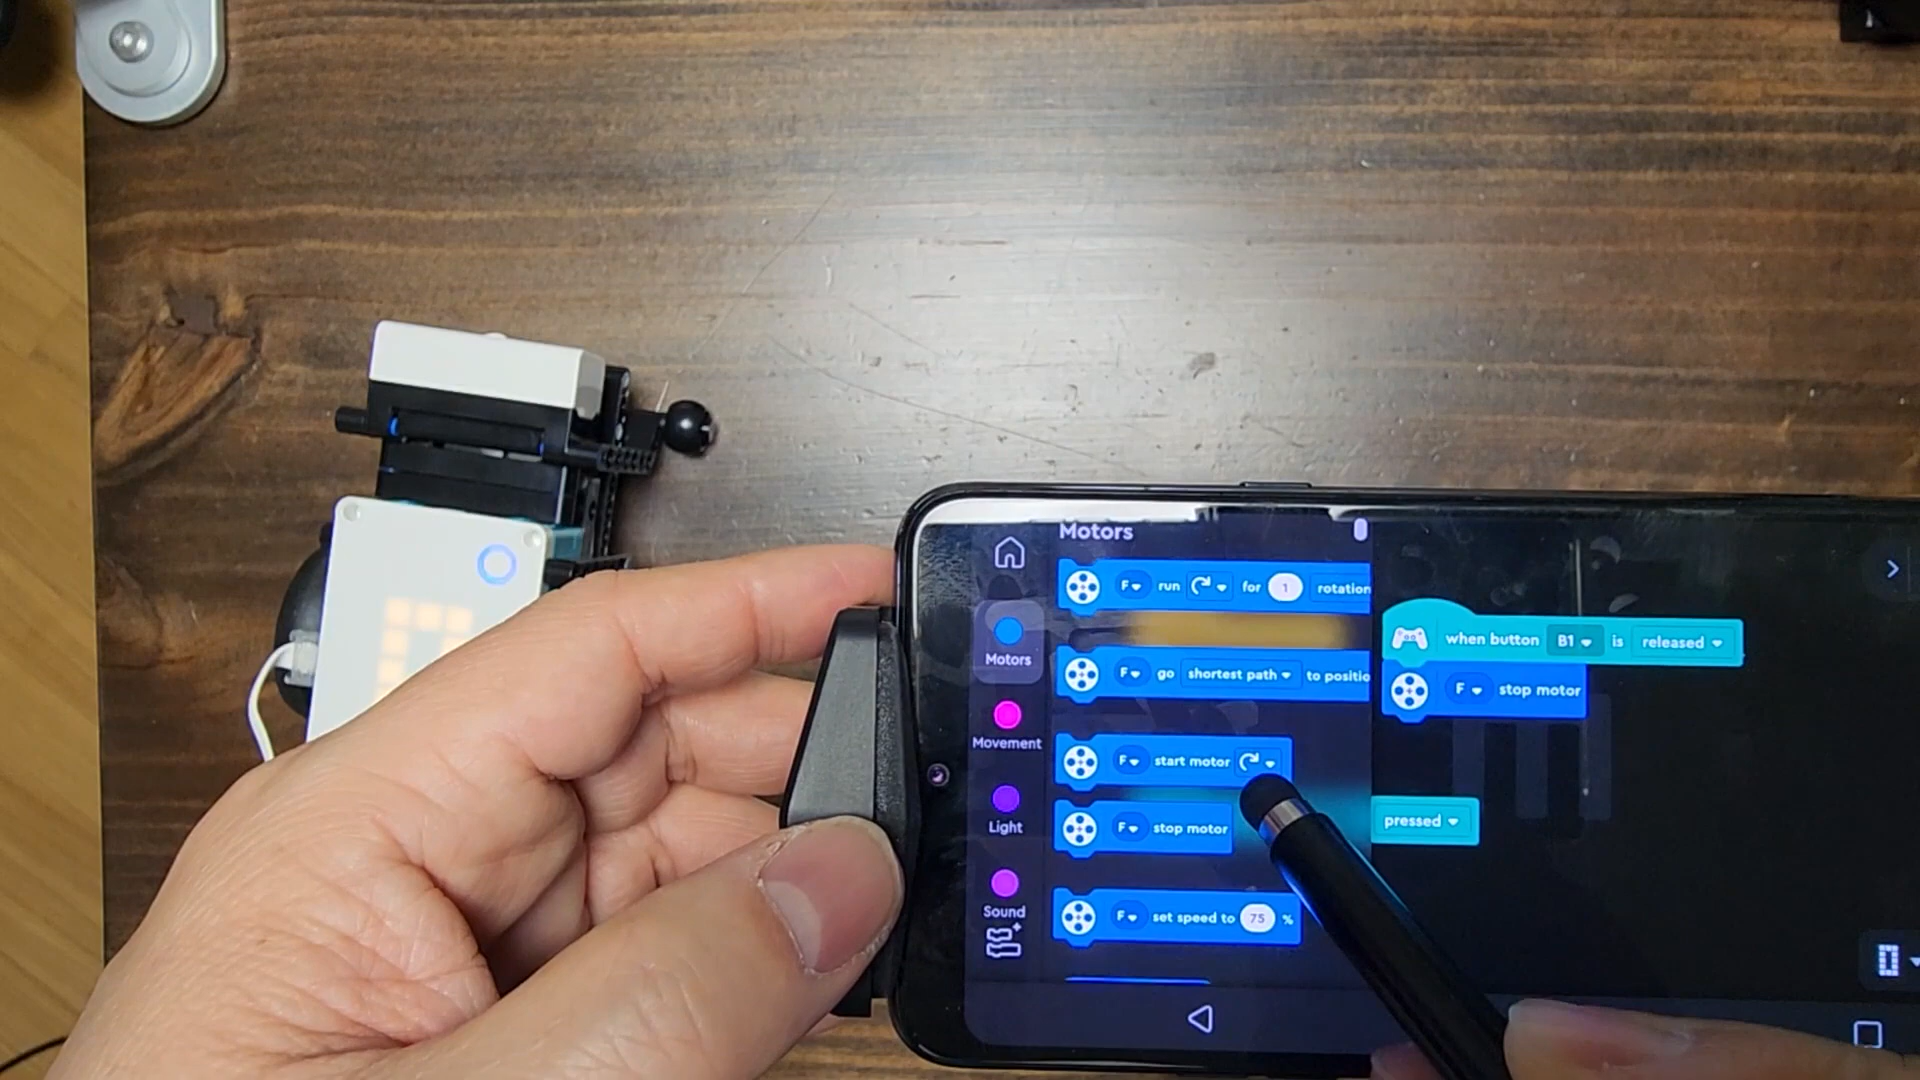 Motors
F run for 1 rotation
F go shortest path to positio
F start motor
F stop motor
F set speed to 75 %
Motors
Movement
Light
Sound
when button B1 is released
F stop motor
pressed